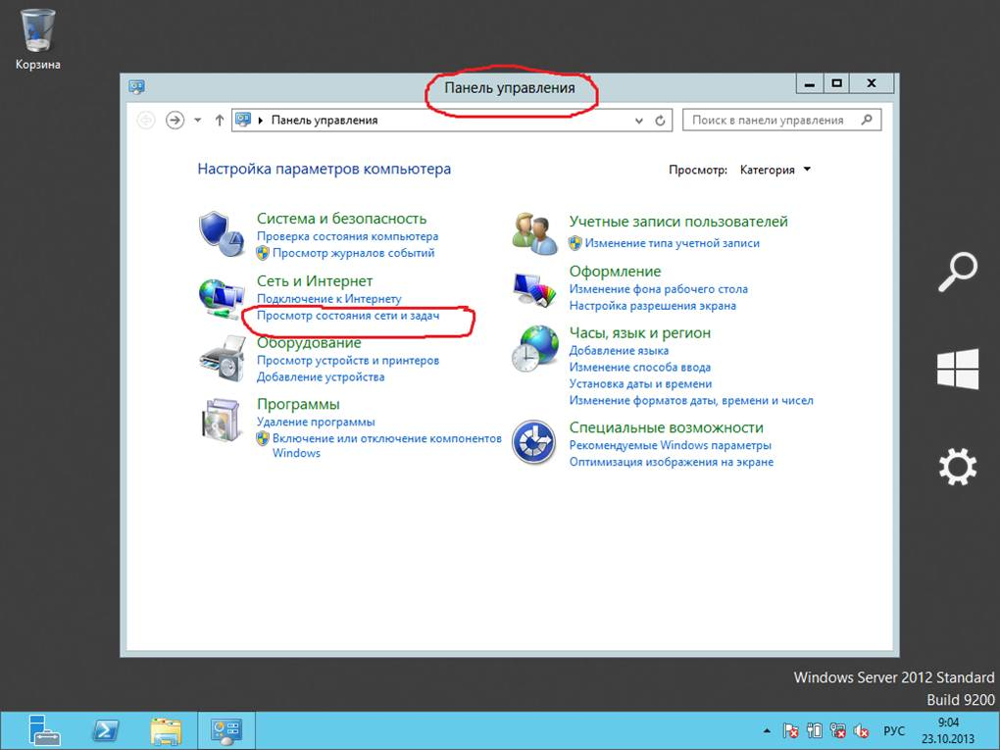 Корзина
Панель управления
Панель управления
Поиск в панели управления
Настройка параметров компьютера
Просмотр: Категория
Система и безопасность
Проверка состояния компьютера
Просмотр журналов событий
Сеть и Интернет
Подключение к Интернету
Просмотр состояния сети и задач
Оборудование
Просмотр устройств и принтеров
Добавление устройства
Программы
Удаление программы
Включение или отключение компонентов
Windows
Учетные записи пользователей
Изменение типа учетной записи
Оформление
Изменение фона рабочего стола
Настройка разрешения экрана
Часы, язык и регион
Добавление языка
Изменение способа ввода
Установка даты и времени
Изменение форматов даты, времени и чисел
Специальные возможности
Рекомендуемые Windows параметры
Оптимизация изображения на экране
Windows Server 2012 Standard
Build 9200
РУС
9:04
23.10.2013